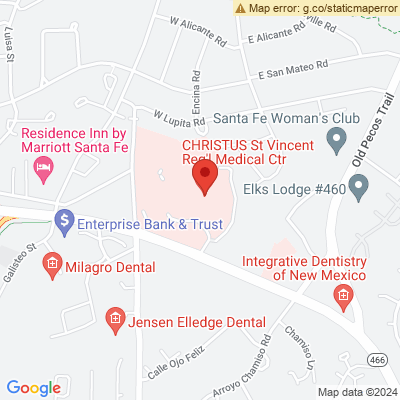 Map error: g.co/staticmaperror
W Alicante Rd
Ville Rd
E Alicante Rd
Luisa St
E San Mateo Rd
Encina Rd
W Lupita Rd
Santa Fe Woman's Club
Old Pecos Trail
Residence Inn by
Marriott Santa Fe
CHRISTUS St Vincent
Reg'l Medical Ctr
Elks Lodge #460
Enterprise Bank & Trust
Galisteo St
Milagro Dental
Integrative Dentistry
of New Mexico
Jensen Elledge Dental
Chamiso Ln
Calle Ojo Feliz
Arroyo Chamiso Rd
466
Google
Map data ©2024